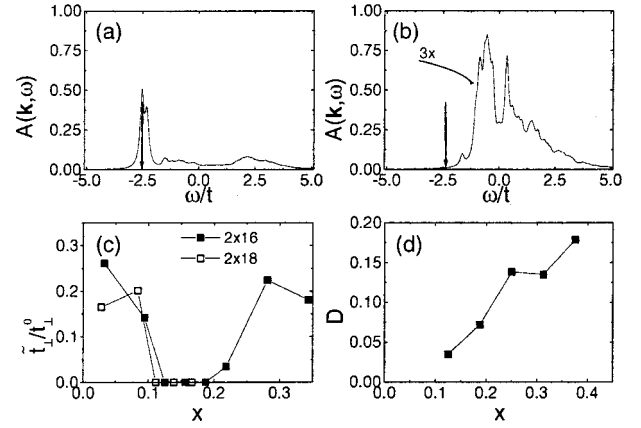 (a)
A(k,ω)
1.00
0.75
0.50
0.25
0.00
-5.0 -2.5 0.0 2.5 5.0
ω/t
(b)
3x
A(k,ω)
1.00
0.75
0.50
0.25
0.00
-5.0 -2.5 0.0 2.5 5.0
ω/t
(c)
2x16
2x18
t̃⊥/t⊥⁰
0.3
0.2
0.1
0.0
0.0 0.1 0.2 0.3
x
(d)
D
0.20
0.15
0.10
0.05
0.00
0.0 0.1 0.2 0.3 0.4
x